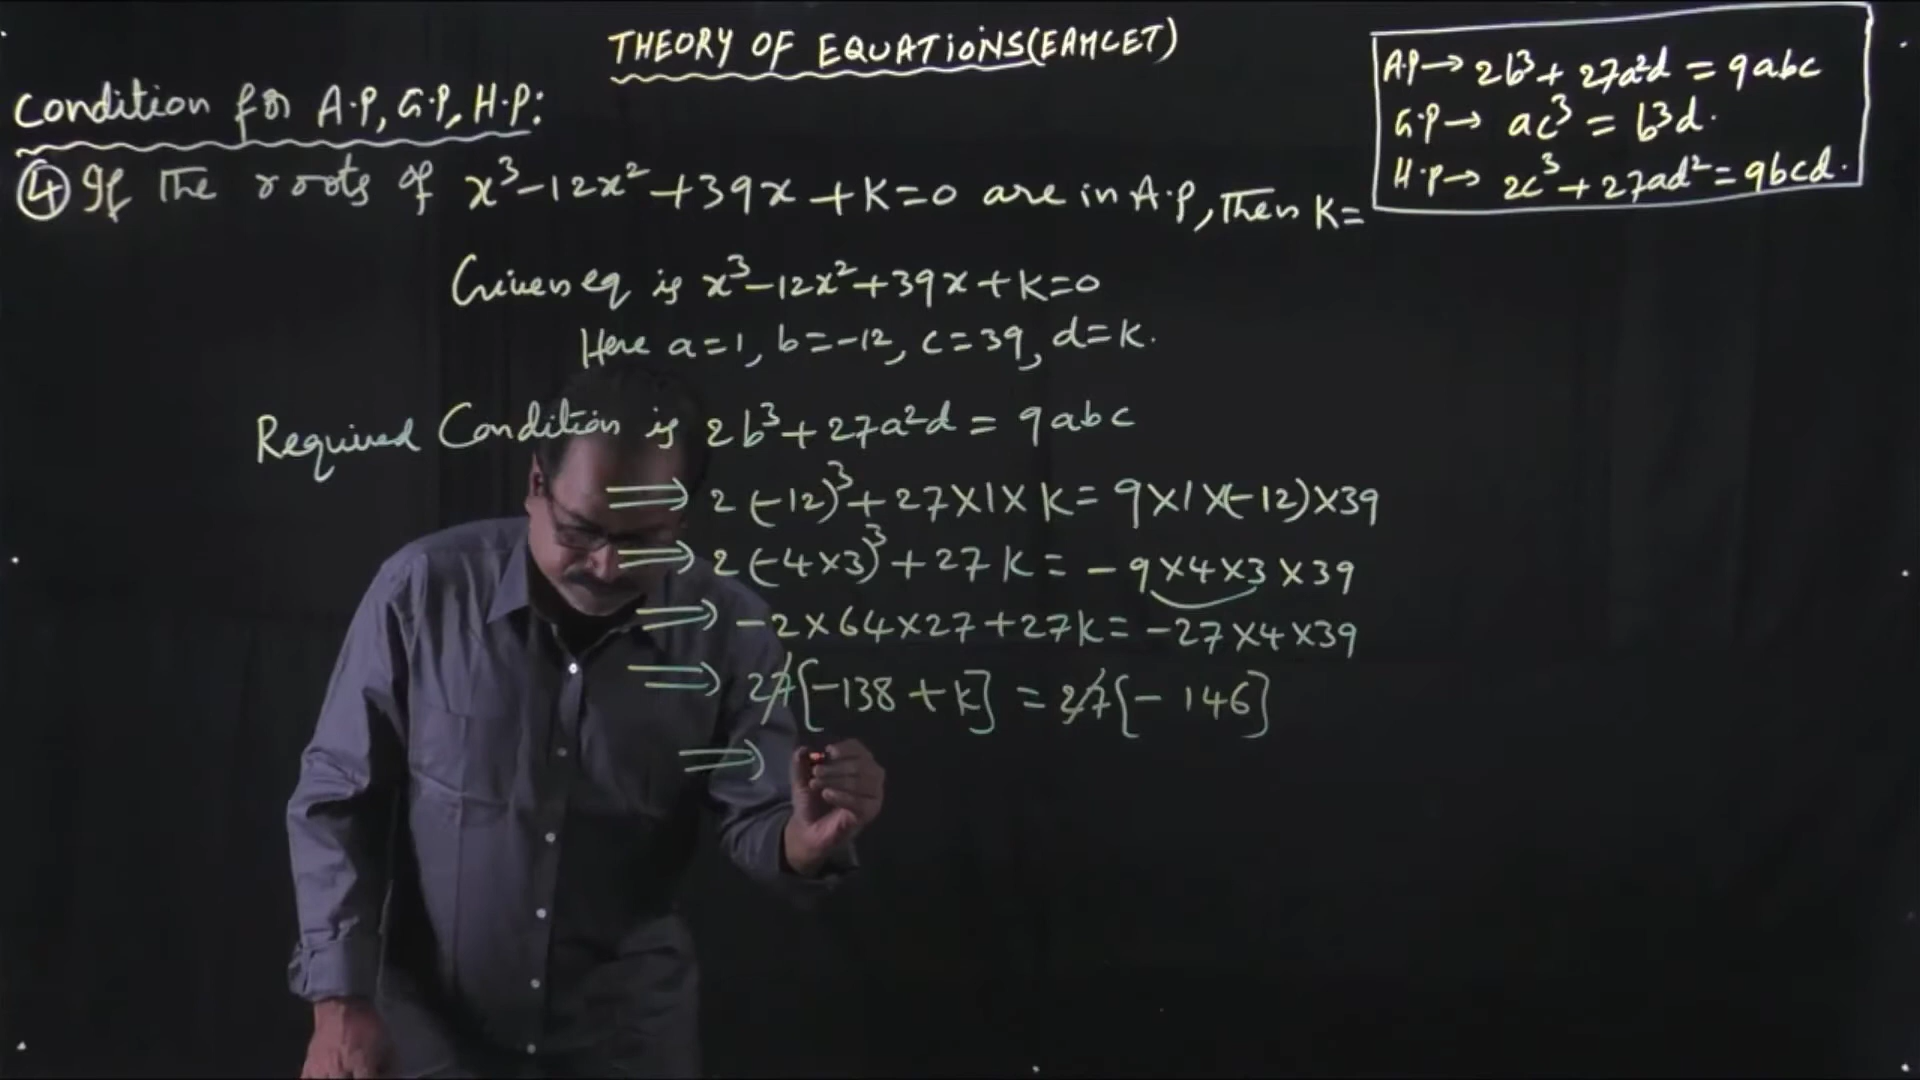 THEORY OF EQUATIONS(EAMCET)
Condition for A.P, G.P, H.P:
A.P → 2b³ + 27a²d = 9abc
G.P → ac³ = b³d.
H.P → 2c³ + 27ad² = 9bcd.
④ If the roots of x³-12x²+39x+K=0 are in A.P, Then K=
Given eq is x³-12x²+39x+K=0
Here a=1, b=-12, c=39, d=K.
Required Condition is 2b³+27a²d = 9abc
⟹ 2(-12)³+27×1×K = 9×1×(-12)×39
⟹ 2(-4×3)³+27K = -9×4×3×39
⟹ -2×64×27+27K = -27×4×39
⟹ 27[-138+K] = 27[-146]
⟹